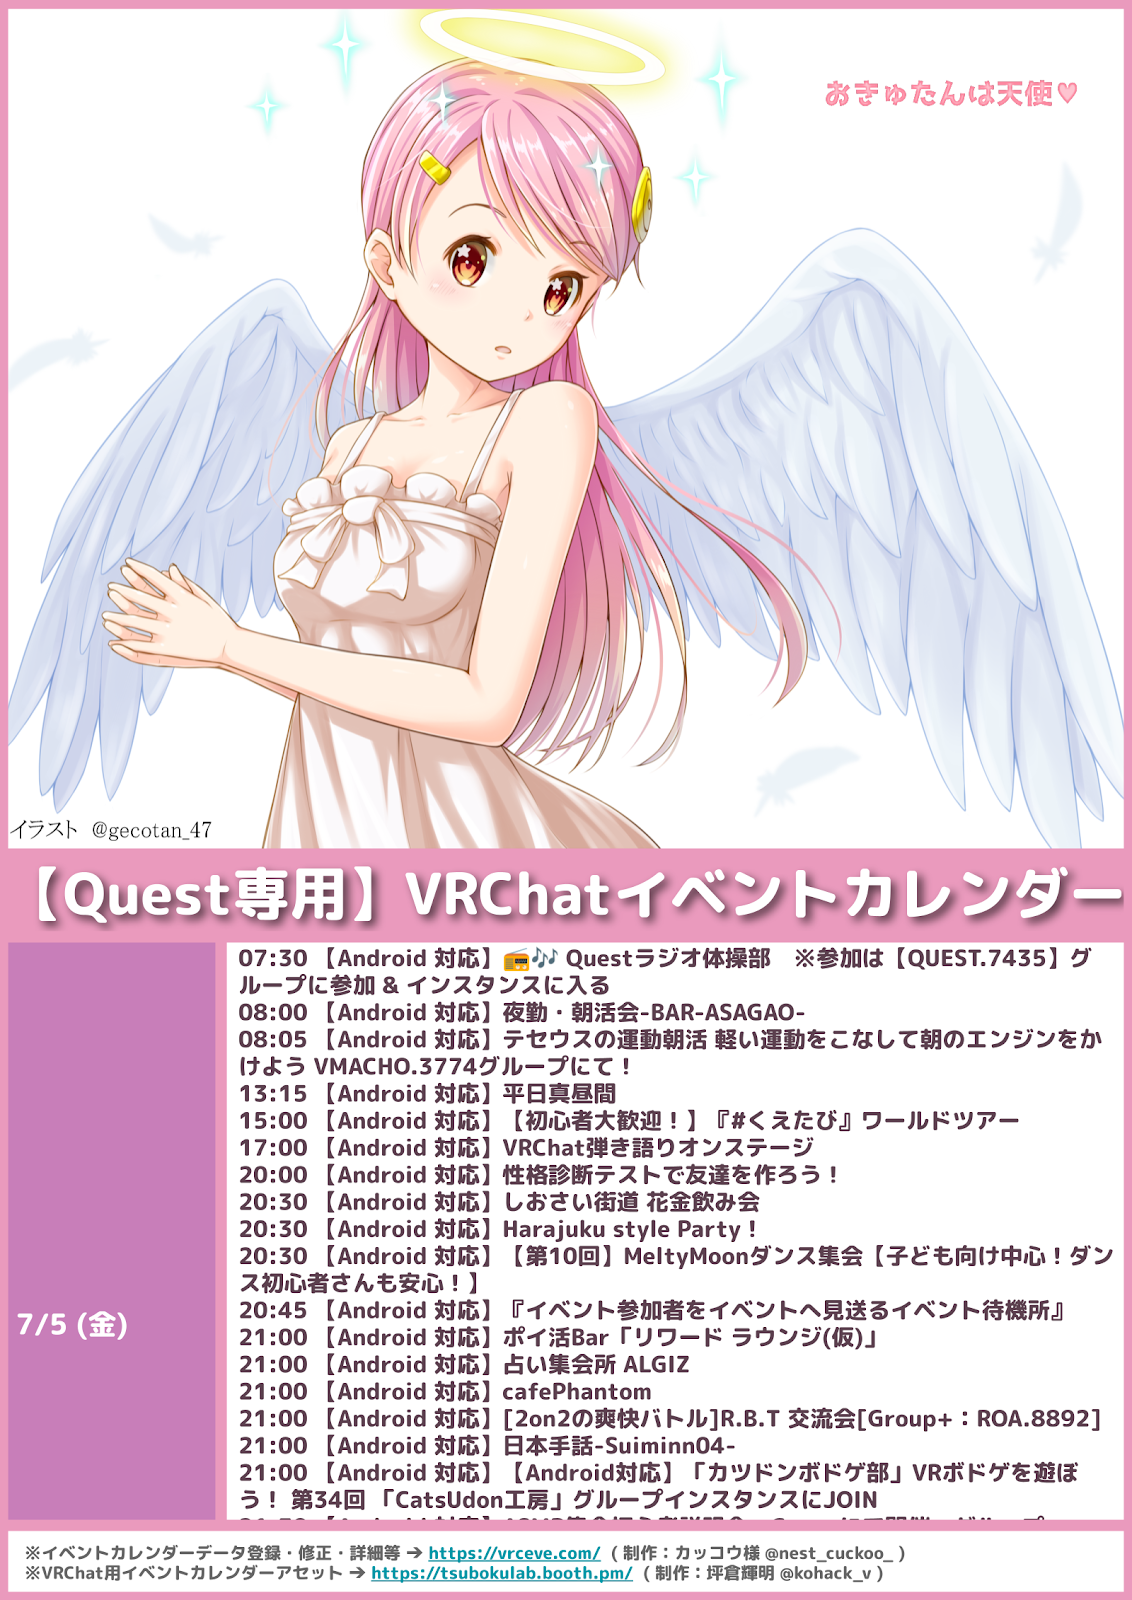 おきゅたんは天使♥
イラスト @gecotan_47
【Quest専用】VRChatイベントカレンダー
7/5 (金)
07:30 【Android 対応】📻🎶 Questラジオ体操部　※参加は【QUEST.7435】グ
ループに参加 & インスタンスに入る
08:00 【Android 対応】夜勤・朝活会-BAR-ASAGAO-
08:05 【Android 対応】テセウスの運動朝活 軽い運動をこなして朝のエンジンをか
けよう VMACHO.3774グループにて！
13:15 【Android 対応】平日真昼間
15:00 【Android 対応】【初心者大歓迎！】『#くえたび』ワールドツアー
17:00 【Android 対応】VRChat弾き語りオンステージ
20:00 【Android 対応】性格診断テストで友達を作ろう！
20:30 【Android 対応】しおさい街道 花金飲み会
20:30 【Android 対応】Harajuku style Party！
20:30 【Android 対応】【第10回】MeltyMoonダンス集会【子ども向け中心！ダン
ス初心者さんも安心！】
20:45 【Android 対応】『イベント参加者をイベントへ見送るイベント待機所』
21:00 【Android 対応】ポイ活Bar「リワード ラウンジ(仮)」
21:00 【Android 対応】占い集会所 ALGIZ
21:00 【Android 対応】cafePhantom
21:00 【Android 対応】[2on2の爽快バトル]R.B.T 交流会[Group+：ROA.8892]
21:00 【Android 対応】日本手話-Suiminn04-
21:00 【Android 対応】【Android対応】「カツドンボドゲ部」VRボドゲを遊ぼ
う！ 第34回 「CatsUdon工房」グループインスタンスにJOIN
※イベントカレンダーデータ登録・修正・詳細等 → https://vrceve.com/ （ 制作：カッコウ様 @nest_cuckoo_ ）
※VRChat用イベントカレンダーアセット → https://tsubokulab.booth.pm/ （ 制作：坪倉輝明 @kohack_v ）